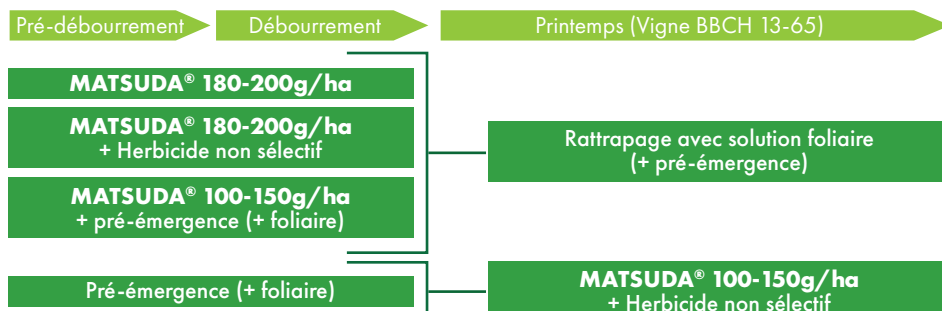 Pré-débourrement
Débourrement
Printemps (Vigne BBCH 13-65)
MATSUDA® 180-200g/ha
MATSUDA® 180-200g/ha
+ Herbicide non sélectif
MATSUDA® 100-150g/ha
+ pré-émergence (+ foliaire)
Rattrapage avec solution foliaire
(+ pré-émergence)
Pré-émergence (+ foliaire)
MATSUDA® 100-150g/ha
+ Herbicide non sélectif